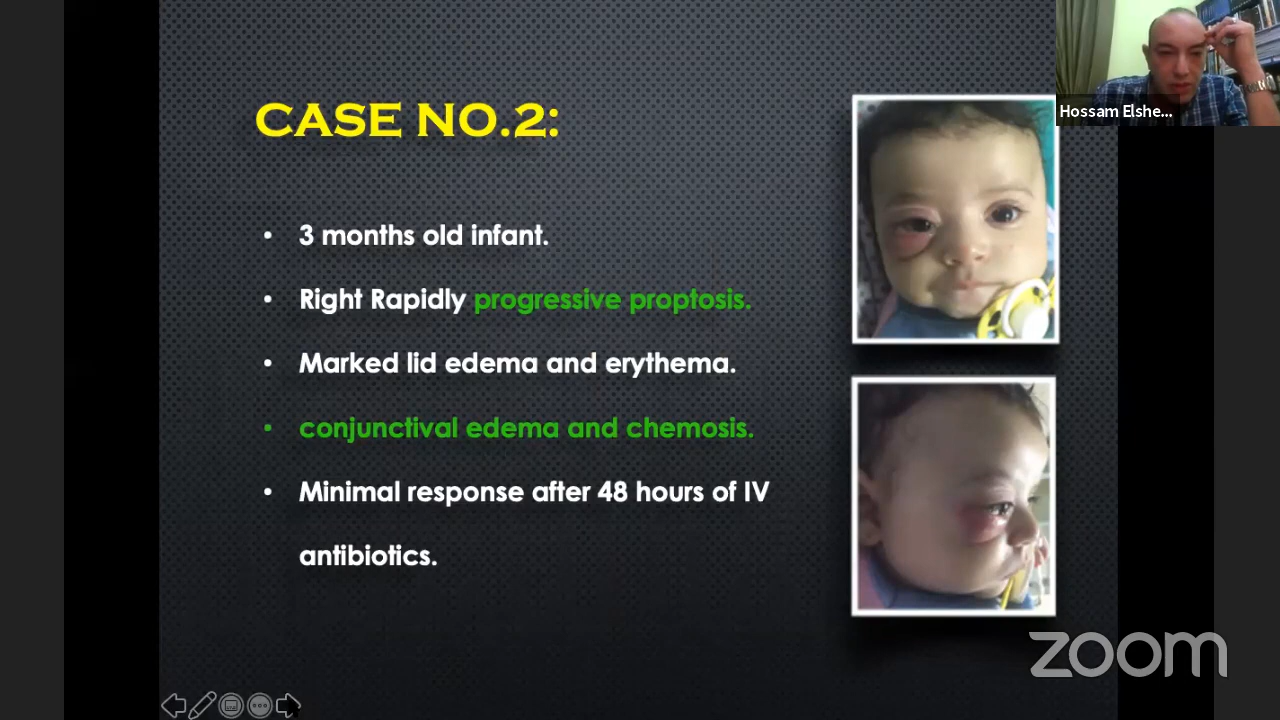 Hossam Elshe...
CASE NO.2:
• 3 months old infant.
• Right Rapidly progressive proptosis.
• Marked lid edema and erythema.
• conjunctival edema and chemosis.
• Minimal response after 48 hours of IV
antibiotics.
zoom